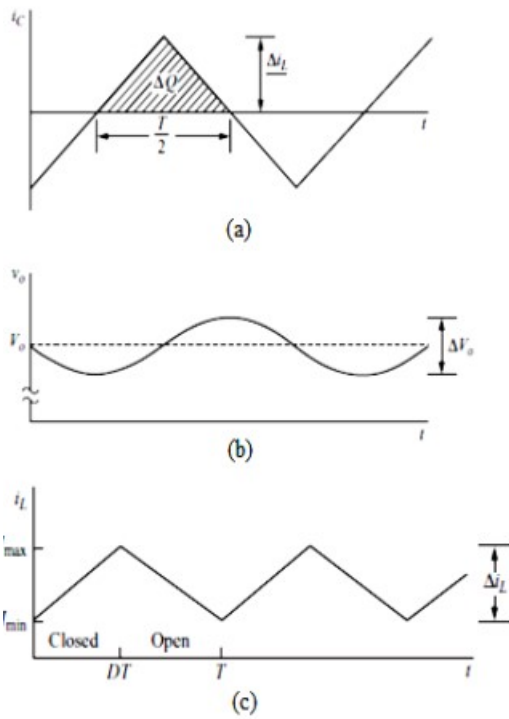 i_C
Δi_L
ΔQ
T
2
t
(a)
v_o
V_o
ΔV_o
t
(b)
i_L
max
Δi_L
min
Closed Open
DT T t
(c)